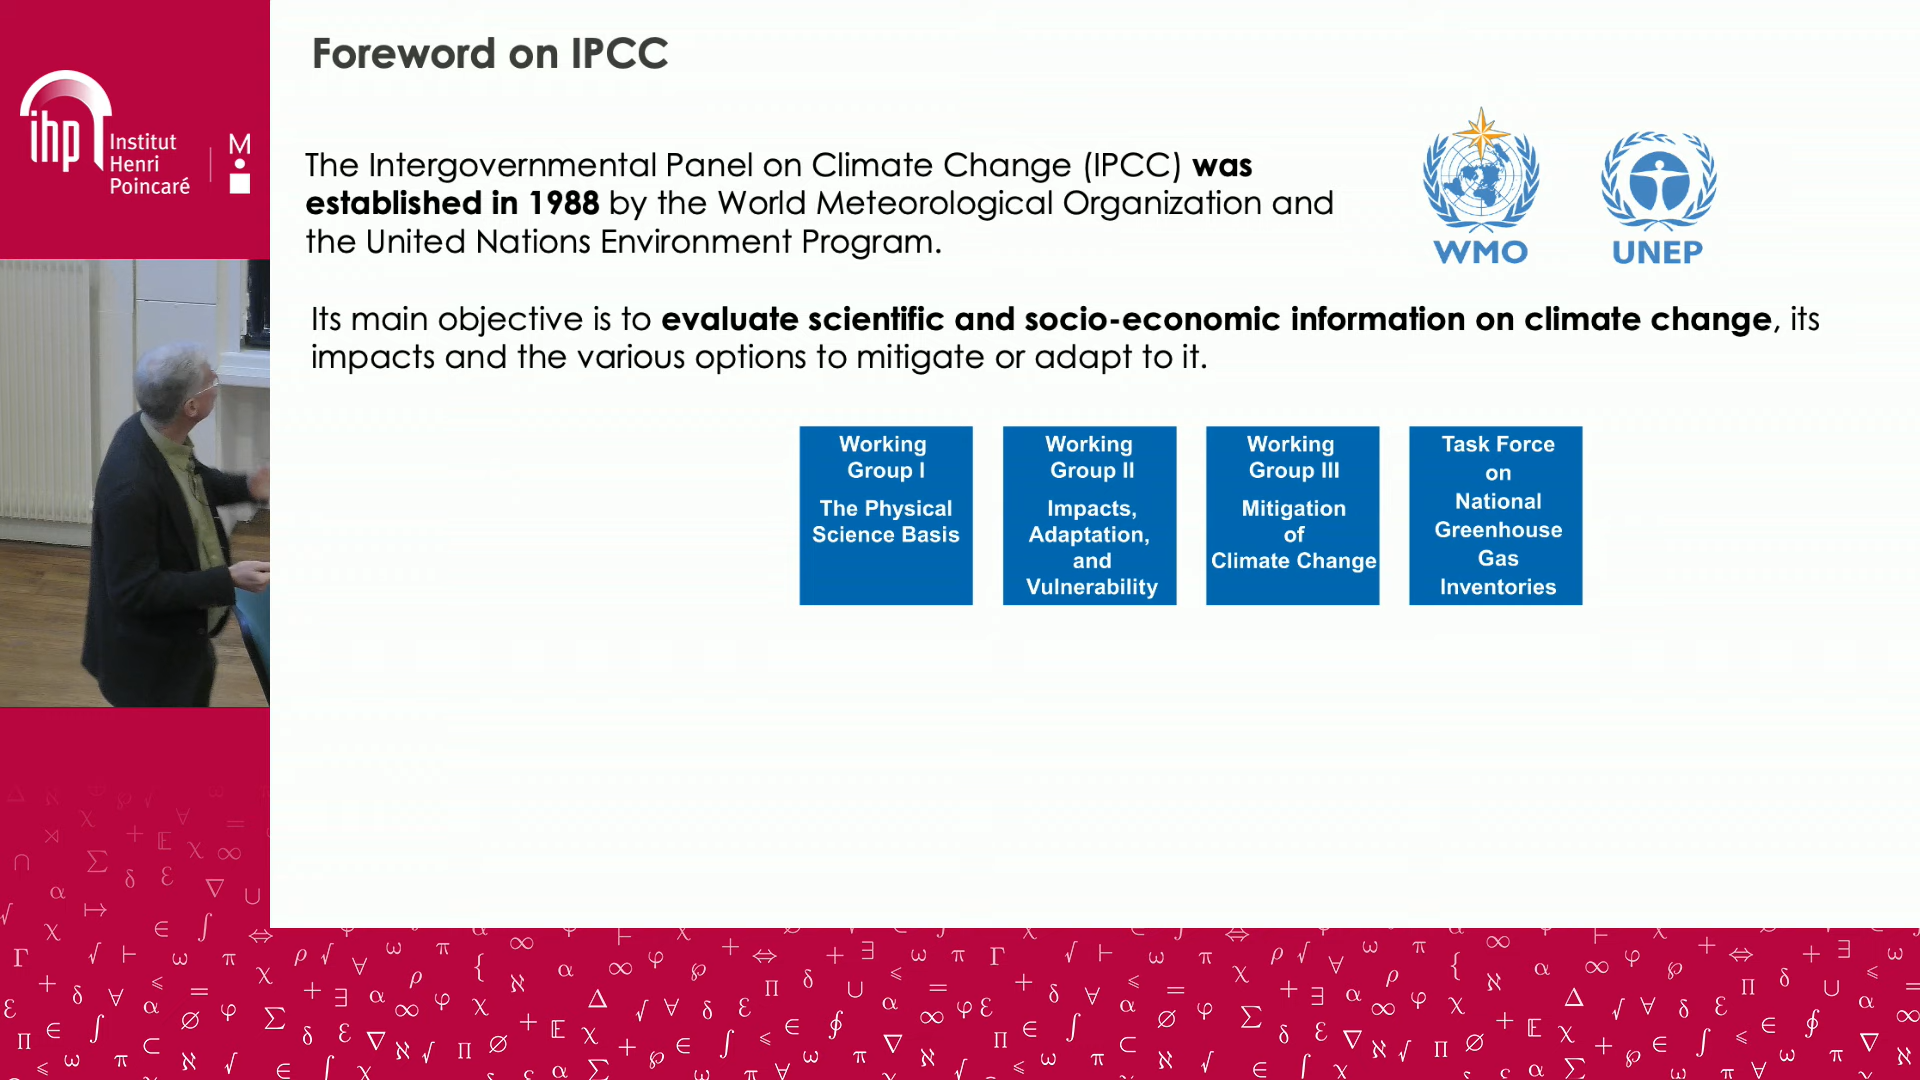 Foreword on IPCC
ihp
Institut
Henri
Poincaré
M
The Intergovernmental Panel on Climate Change (IPCC) was
established in 1988 by the World Meteorological Organization and
the United Nations Environment Program.
WMO
UNEP
Its main objective is to evaluate scientific and socio-economic information on climate change, its
impacts and the various options to mitigate or adapt to it.
Working
Group I
The Physical
Science Basis
Working
Group II
Impacts,
Adaptation,
and
Vulnerability
Working
Group III
Mitigation
of
Climate Change
Task Force
on
National
Greenhouse
Gas
Inventories